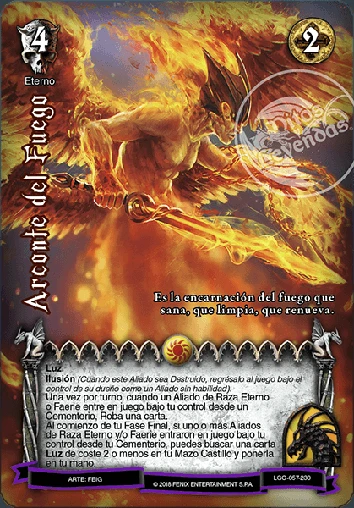 4
2
Eterno
Mitos
Leyendas
Arconte del Fuego
Es la encarnación del fuego que
sana, que limpia, que renueva.
Luz
Ilusión (Cuando este Aliado sea Destruido, regrésalo al juego bajo el
control de su dueño como un Aliado sin habilidad).
Una vez por turno, cuando un Aliado de Raza Eterno
o Faerie entre en juego bajo tu control desde un
Cementerio, Roba una carta.
Al comienzo de tu Fase Final, si uno o más Aliados
de Raza Eterno y/o Faerie entraron en juego bajo tu
control desde tu Cementerio, puedes buscar una carta
Luz de coste 2 o menos en tu Mazo Castillo y ponerla
en tu mano.
ARTE: FEIG
© 2018 FENIX ENTERTAINMENT S.P.A